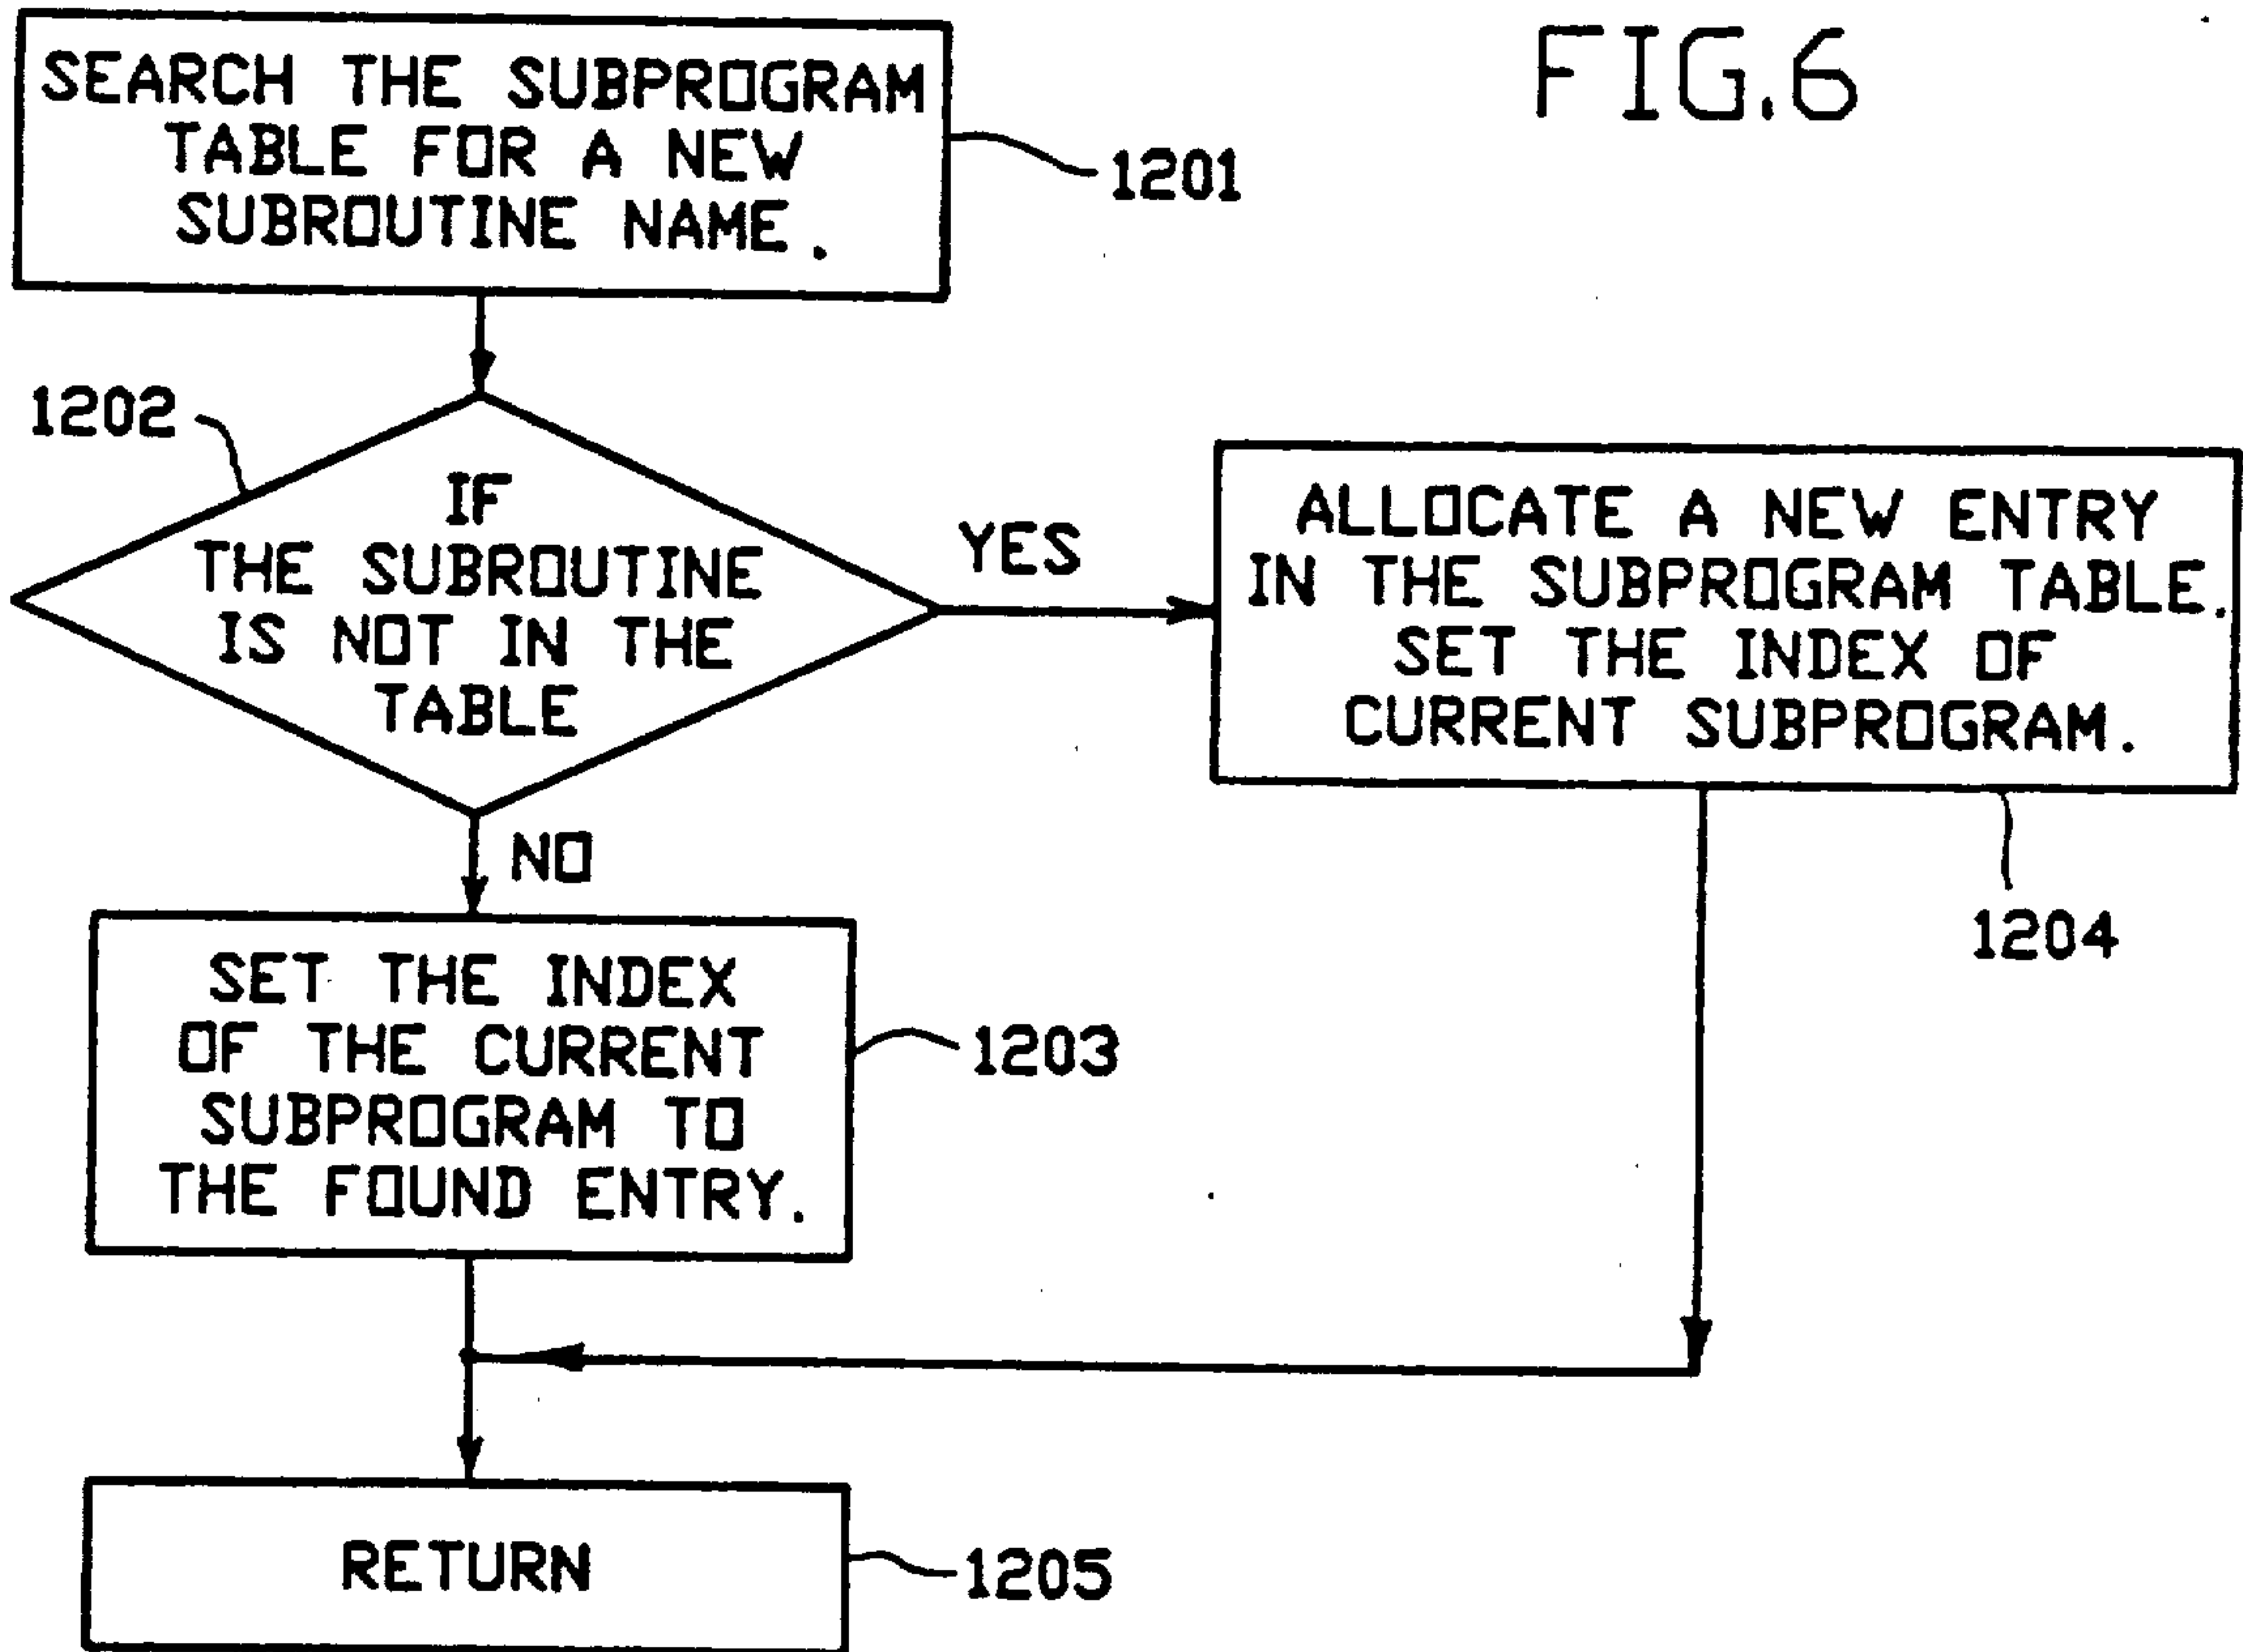 FIG.6
SEARCH THE SUBPROGRAM
TABLE FOR A NEW
SUBROUTINE NAME.
1201
1202
IF
THE SUBROUTINE
IS NOT IN THE
TABLE
YES
ALLOCATE A NEW ENTRY
IN THE SUBPROGRAM TABLE.
SET THE INDEX OF
CURRENT SUBPROGRAM.
1204
NO
SET THE INDEX
OF THE CURRENT
SUBPROGRAM TO
THE FOUND ENTRY.
1203
RETURN
1205